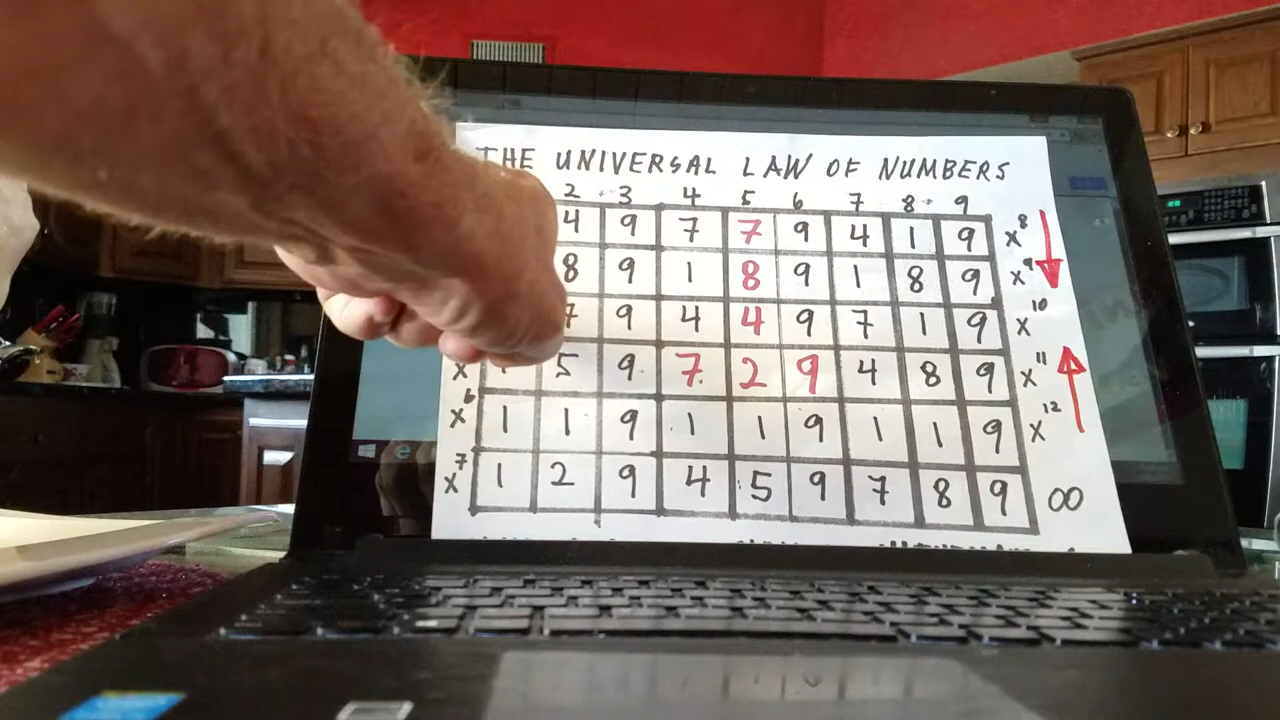 THE UNIVERSAL LAW OF NUMBERS
2 3 4 5 6 7 8 9
4 9 7 7 9 4 1 9 x⁸
8 9 1 8 9 1 8 9 x⁹
7 9 4 4 9 7 1 9 x¹⁰
x 5 9 7 2 9 4 8 9 x¹¹
x⁶ 1 1 9 1 1 9 1 1 9 x¹²
x⁷ 1 2 9 4 5 9 7 8 9 ∞